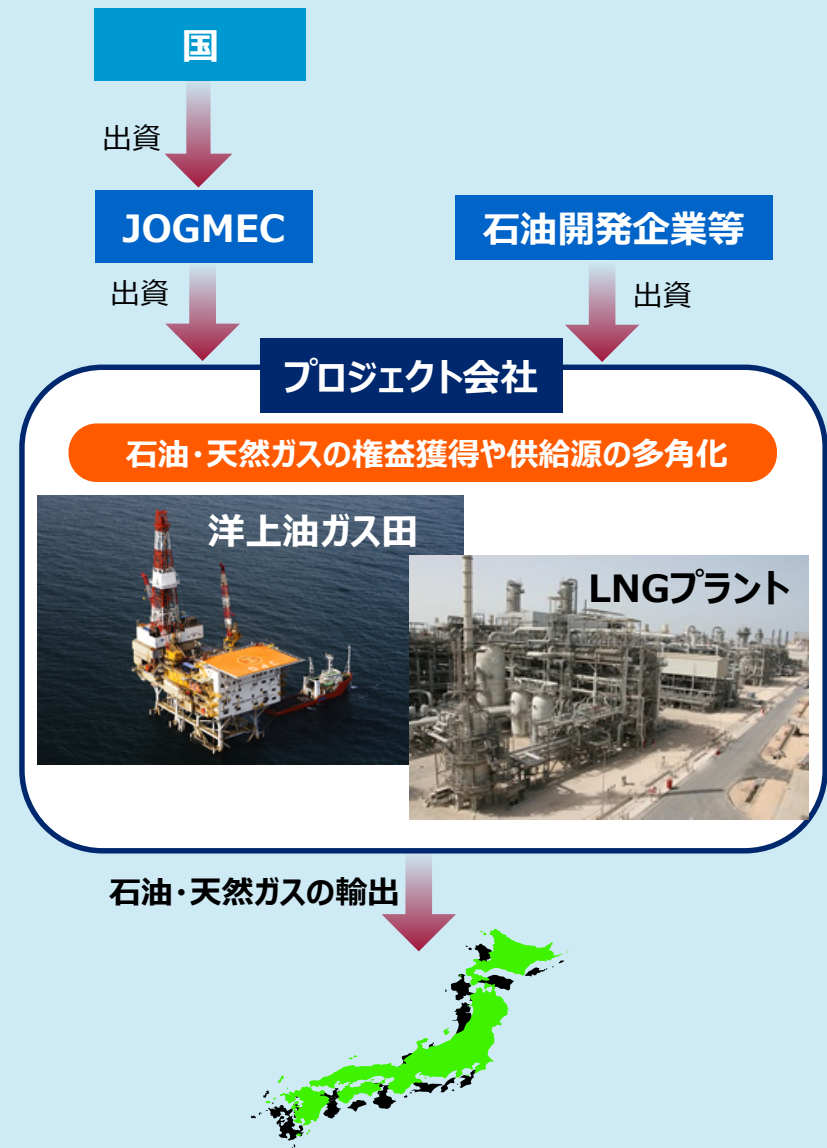 国
出資
JOGMEC
石油開発企業等
出資
出資
プロジェクト会社
石油・天然ガスの権益獲得や供給源の多角化
洋上油ガス田
LNGプラント
石油・天然ガスの輸出